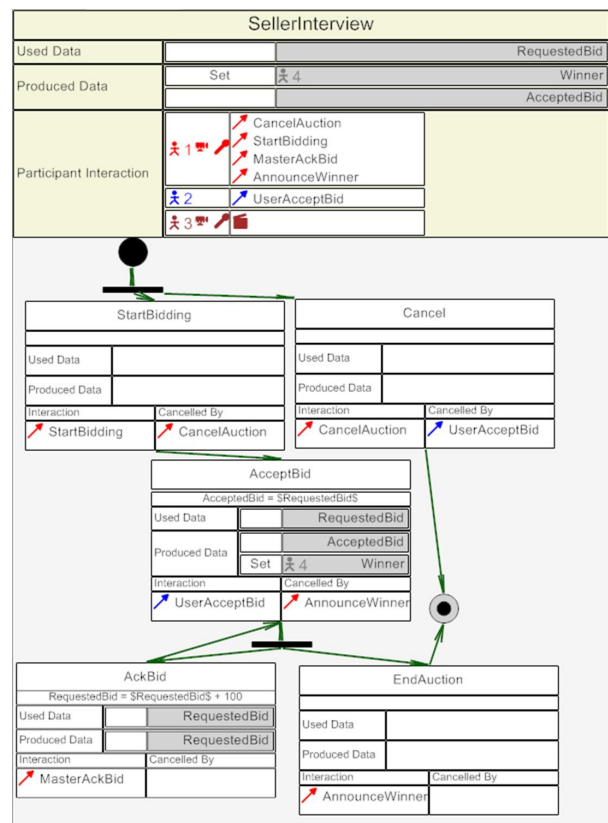 SellerInterview
Used Data
RequestedBid
Produced Data
Set
4
Winner
AcceptedBid
Participant Interaction
1
CancelAuction
StartBidding
MasterAckBid
AnnounceWinner
2
UserAcceptBid
3
StartBidding
Used Data
Produced Data
Interaction
Cancelled By
StartBidding
CancelAuction
Cancel
Used Data
Produced Data
Interaction
Cancelled By
CancelAuction
UserAcceptBid
AcceptBid
AcceptedBid = $RequestedBid$
Used Data
RequestedBid
Produced Data
AcceptedBid
Set
4
Winner
Interaction
Cancelled By
UserAcceptBid
AnnounceWinner
AckBid
RequestedBid = $RequestedBid$ + 100
Used Data
RequestedBid
Produced Data
RequestedBid
Interaction
Cancelled By
MasterAckBid
EndAuction
Used Data
Produced Data
Interaction
Cancelled By
AnnounceWinner